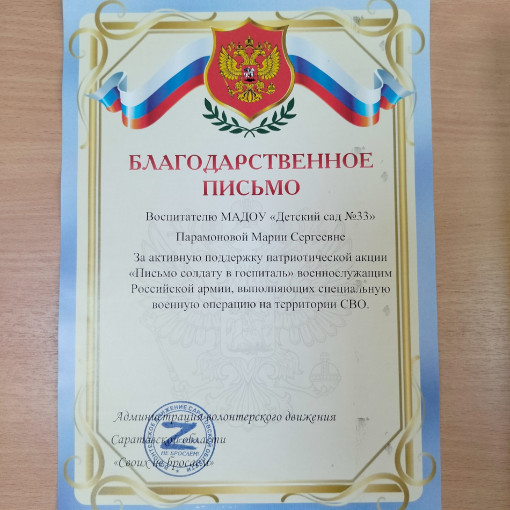 БЛАГОДАРСТВЕННОЕ
ПИСЬМО
Воспитателю МАДОУ «Детский сад №33»
Парамоновой Марии Сергеевне
За активную поддержку патриотической акции
«Письмо солдату в госпиталь» военнослужащим
Российской армии, выполняющих специальную
военную операцию на территории СВО.
Администрация волонтерского движения
Саратовской области
«Своих не бросаем»